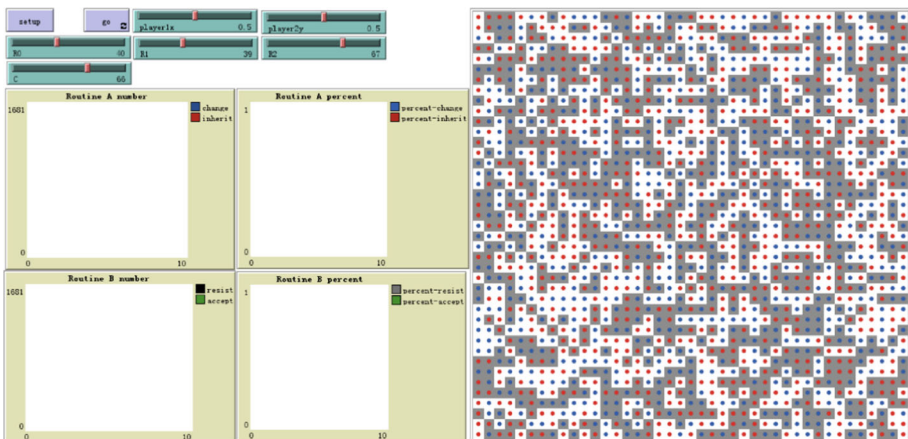 setup
go
player1x 0.5
player2y 0.5
R0 40
R1 39
R2 67
C 66
Routine A number
1681
0
0 10
change
inherit
Routine A percent
1
0
0 10
percent-change
percent-inherit
Routine B number
1681
0
0 10
resist
accept
Routine B percent
1
0
0 10
percent-resist
percent-accept